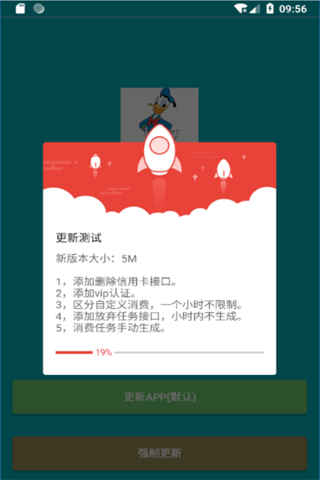 09:56
更新测试
新版本大小：5M
1，添加删除信用卡接口。
2，添加vip认证。
3，区分自定义消费，一个小时不限制。
4，添加放弃任务接口，小时内不生成。
5，消费任务手动生成。
19%
更新APP(默认)
强制更新